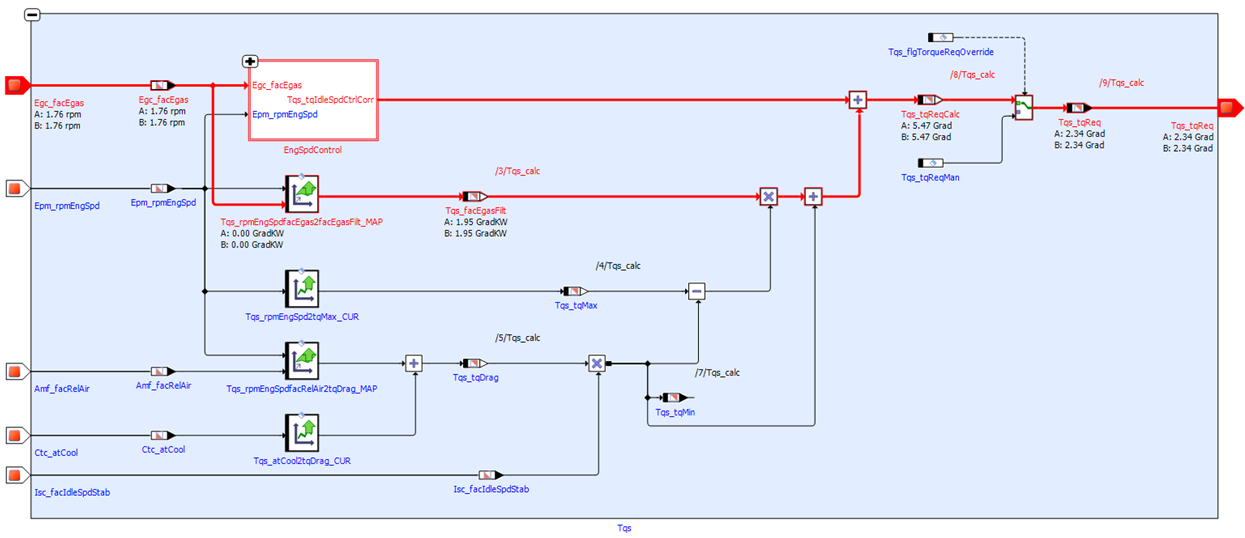 Tqs_flgTorqueReqOverride
/8/Tqs_calc
/9/Tqs_calc
Egc_facEgas
A: 1.76 rpm
B: 1.76 rpm
Egc_facEgas
A: 1.76 rpm
B: 1.76 rpm
Egc_facEgas
Tqs_tqIdleSpdCtrlCorr
Epm_rpmEngSpd
EngSpdControl
Tqs_tqReqCalc
A: 5.47 Grad
B: 5.47 Grad
Tqs_tqReq
A: 2.34 Grad
B: 2.34 Grad
Tqs_tqReq
A: 2.34 Grad
B: 2.34 Grad
Tqs_tqReqMan
/3/Tqs_calc
Epm_rpmEngSpd
Epm_rpmEngSpd
Tqs_rpmEngSpdfacEgas2facEgasFilt_MAP
A: 0.00 GradKW
B: 0.00 GradKW
Tqs_facEgasFilt
A: 1.95 GradKW
B: 1.95 GradKW
/4/Tqs_calc
Tqs_rpmEngSpd2tqMax_CUR
Tqs_tqMax
/5/Tqs_calc
Amf_facRelAir
Amf_facRelAir
Tqs_rpmEngSpdfacRelAir2tqDrag_MAP
Tqs_tqDrag
/7/Tqs_calc
Tqs_tqMin
Ctc_atCool
Ctc_atCool
Tqs_atCool2tqDrag_CUR
Isc_facIdleSpdStab
Isc_facIdleSpdStab
Tqs